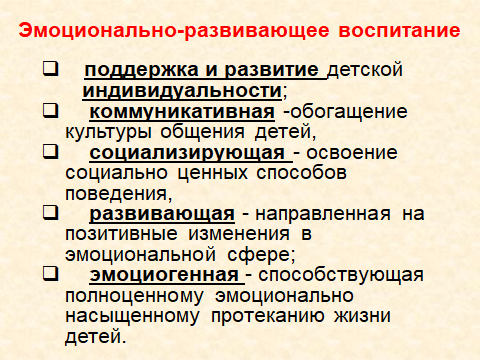 Эмоционально-развивающее воспитание
❑ поддержка и развитие детской
индивидуальности;
❑ коммуникативная -обогащение
культуры общения детей,
❑ социализирующая - освоение
социально ценных способов
поведения,
❑ развивающая - направленная на
позитивные изменения в
эмоциональной сфере;
❑ эмоциогенная - способствующая
полноценному эмоционально
насыщенному протеканию жизни
детей.